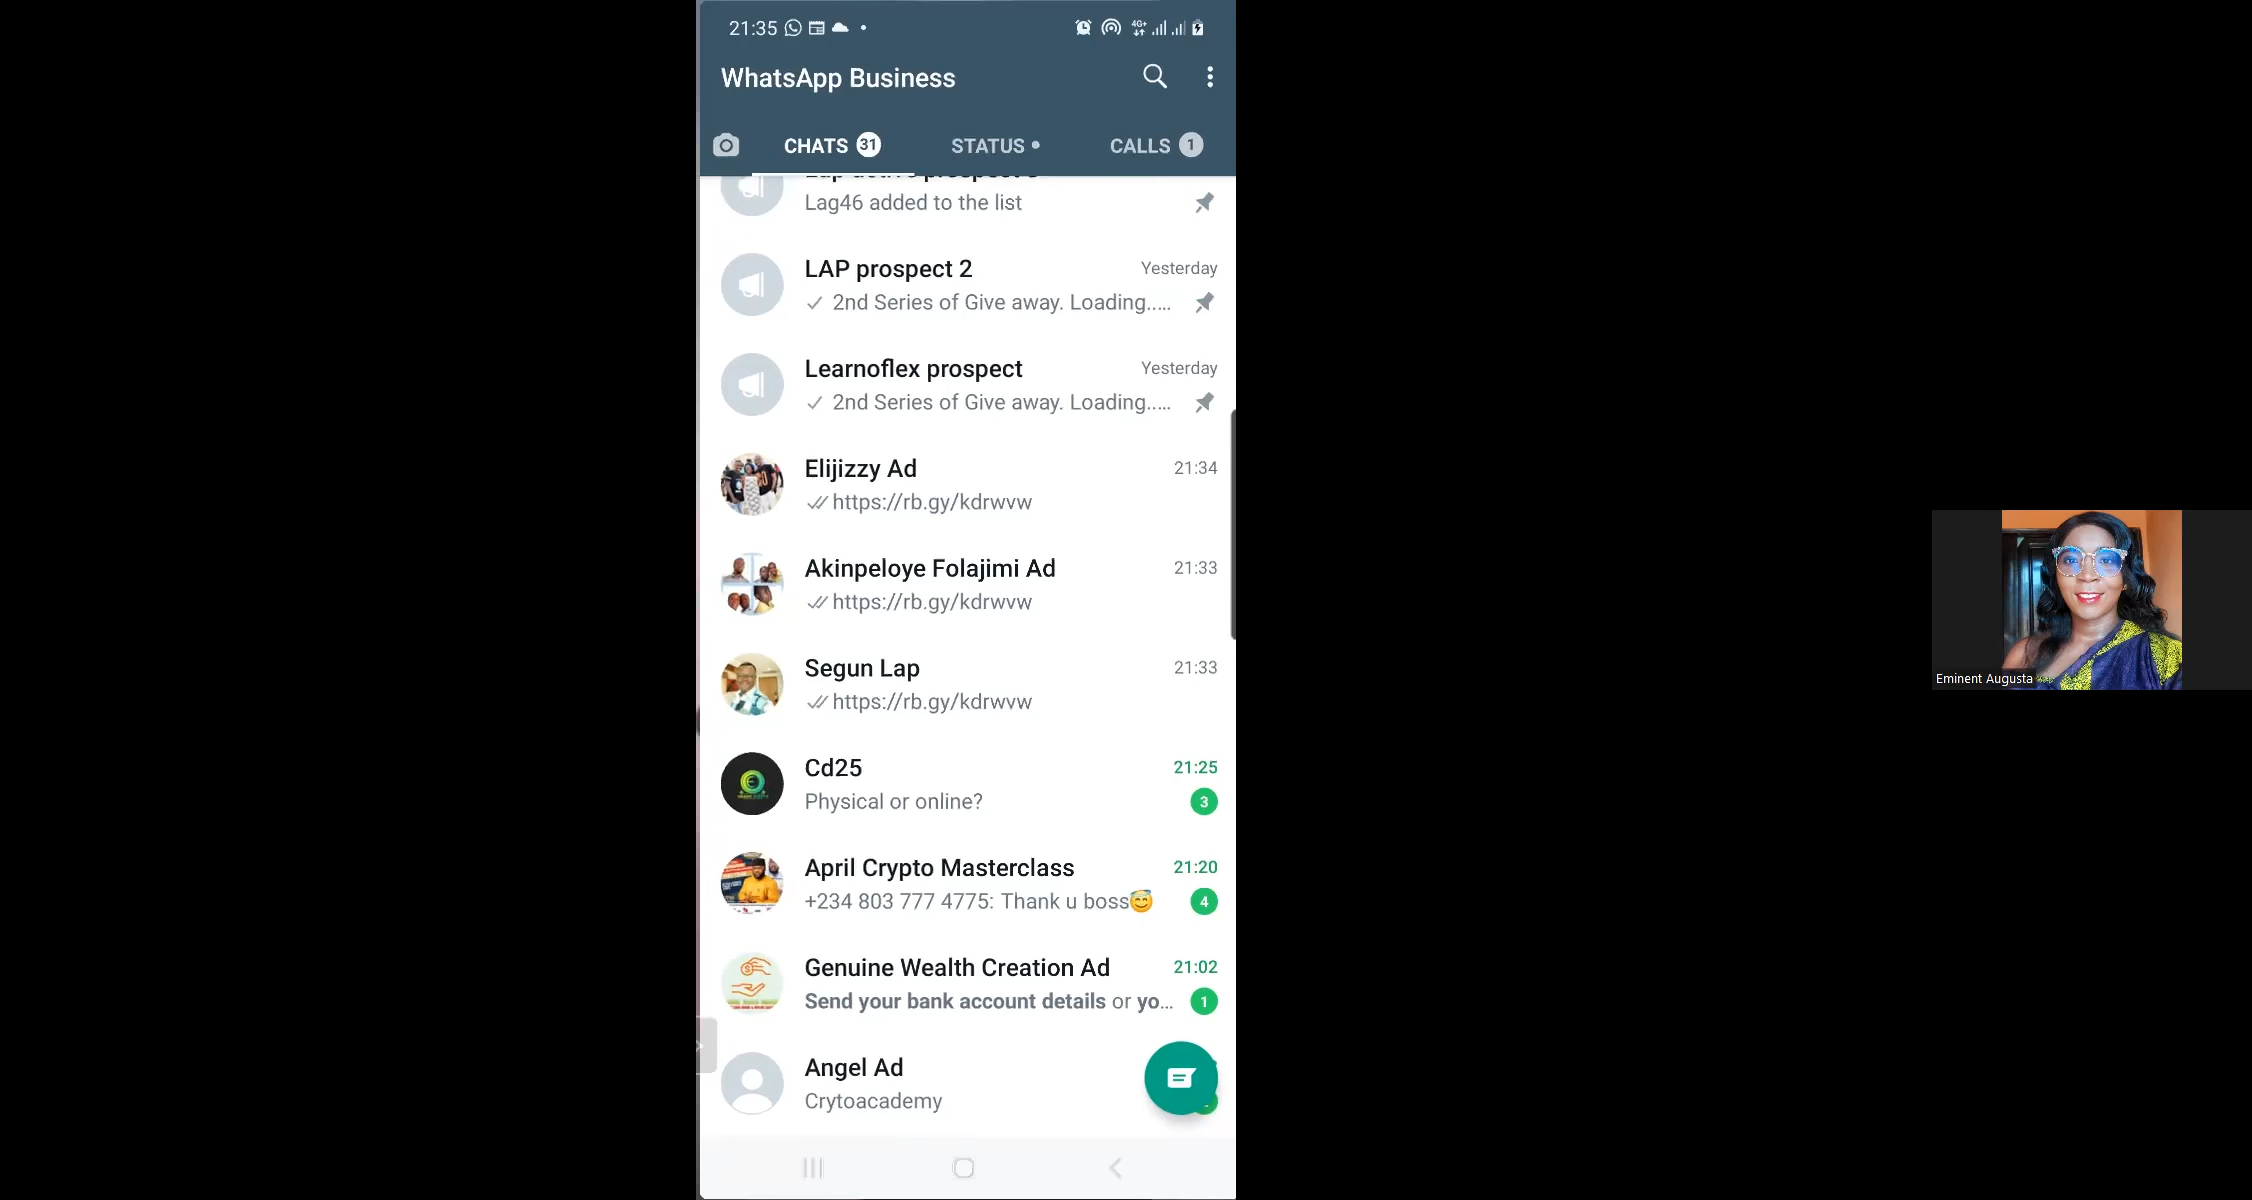 21:35
4G+
WhatsApp Business
CHATS 31
STATUS
CALLS 1
Lag46 added to the list
LAP prospect 2 Yesterday
2nd Series of Give away. Loading.....
Learnoflex prospect Yesterday
2nd Series of Give away. Loading.....
Elijizzy Ad 21:34
https://rb.gy/kdrwvw
Akinpeloye Folajimi Ad 21:33
https://rb.gy/kdrwvw
Segun Lap 21:33
https://rb.gy/kdrwvw
Cd25 21:25
Physical or online? 3
April Crypto Masterclass 21:20
+234 803 777 4775: Thank u boss😇 4
Genuine Wealth Creation Ad 21:02
Send your bank account details or yo... 1
Angel Ad
Crytoacademy
Eminent Augusta